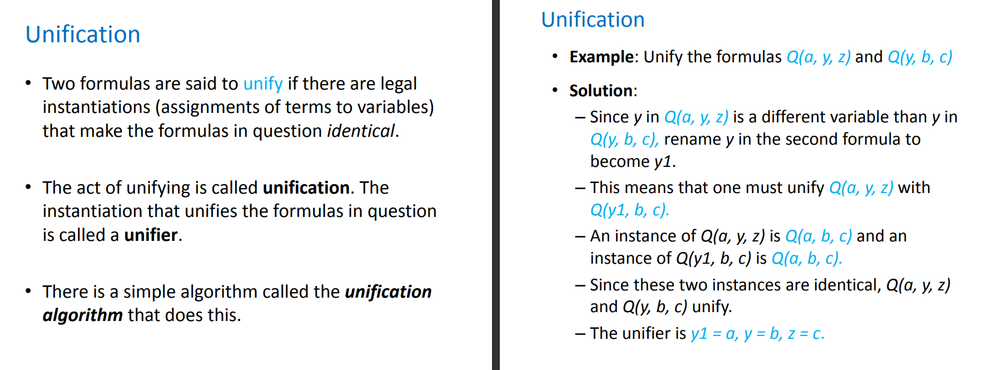 Unification
• Two formulas are said to unify if there are legal
instantiations (assignments of terms to variables)
that make the formulas in question identical.
• The act of unifying is called unification. The
instantiation that unifies the formulas in question
is called a unifier.
• There is a simple algorithm called the unification
algorithm that does this.
Unification
• Example: Unify the formulas Q(a, y, z) and Q(y, b, c)
• Solution:
– Since y in Q(a, y, z) is a different variable than y in
Q(y, b, c), rename y in the second formula to
become y1.
– This means that one must unify Q(a, y, z) with
Q(y1, b, c).
– An instance of Q(a, y, z) is Q(a, b, c) and an
instance of Q(y1, b, c) is Q(a, b, c).
– Since these two instances are identical, Q(a, y, z)
and Q(y, b, c) unify.
– The unifier is y1 = a, y = b, z = c.